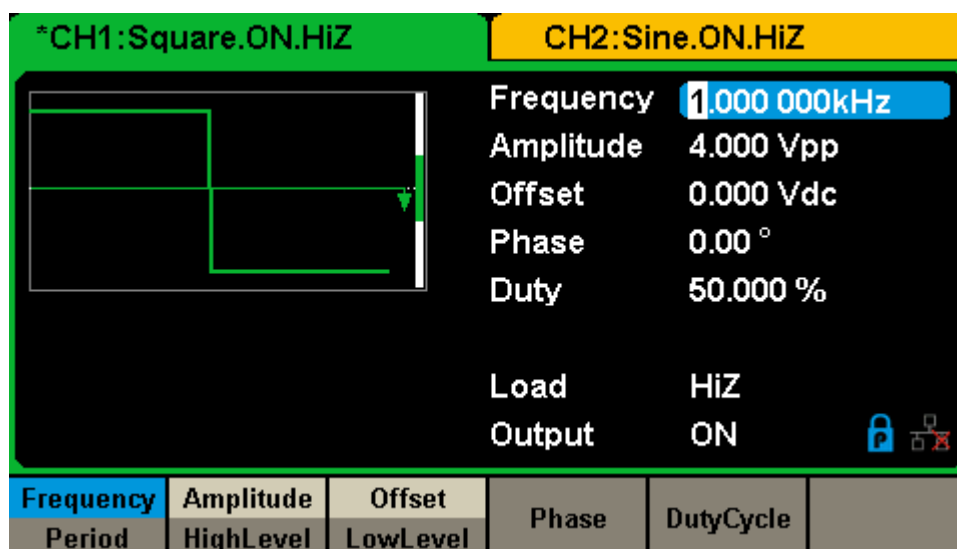 *CH1:Square.ON.HiZ
CH2:Sine.ON.HiZ
Frequency 1.000 000kHz
Amplitude 4.000 Vpp
Offset 0.000 Vdc
Phase 0.00 °
Duty 50.000 %
Load HiZ
Output ON
P
Frequency Amplitude Offset Phase DutyCycle
Period HighLevel LowLevel